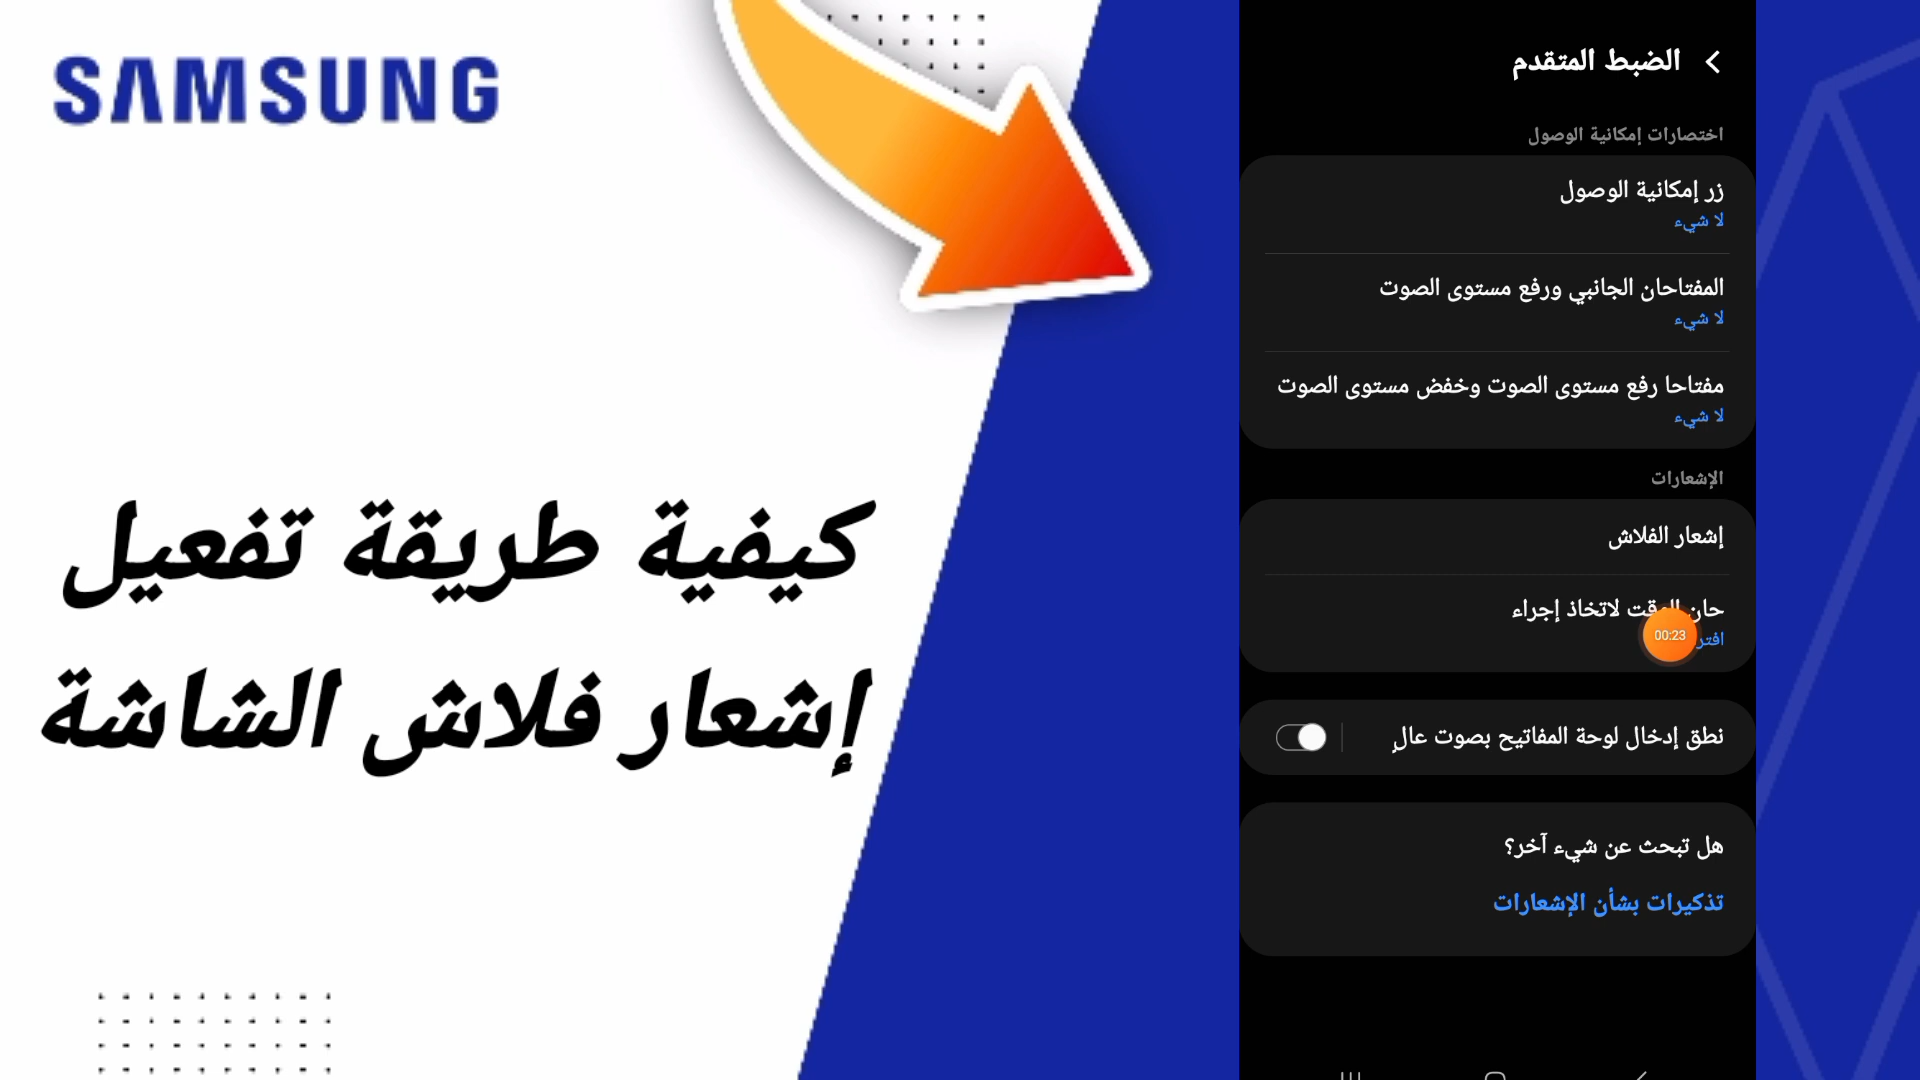 SAMSUNG
كيفية طريقة تفعيل
إشعار فلاش الشاشة
الضبط المتقدم
اختصارات إمكانية الوصول
زر إمكانية الوصول
لا شيء
المفتاحان الجانبي ورفع مستوى الصوت
لا شيء
مفتاحا رفع مستوى الصوت وخفض مستوى الصوت
لا شيء
الإشعارات
إشعار الفلاش
حان الوقت لاتخاذ إجراء
00:23
نطق إدخال لوحة المفاتيح بصوت عالٍ
هل تبحث عن شيء آخر؟
تذكيرات بشأن الإشعارات